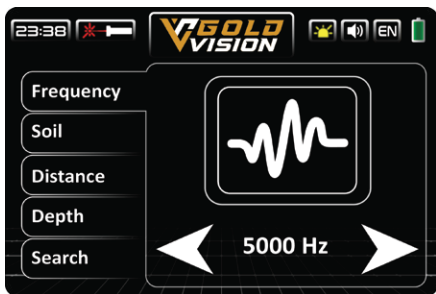 23:38
GOLD
VISION
EN
Frequency
Soil
Distance
Depth
Search
5000 Hz